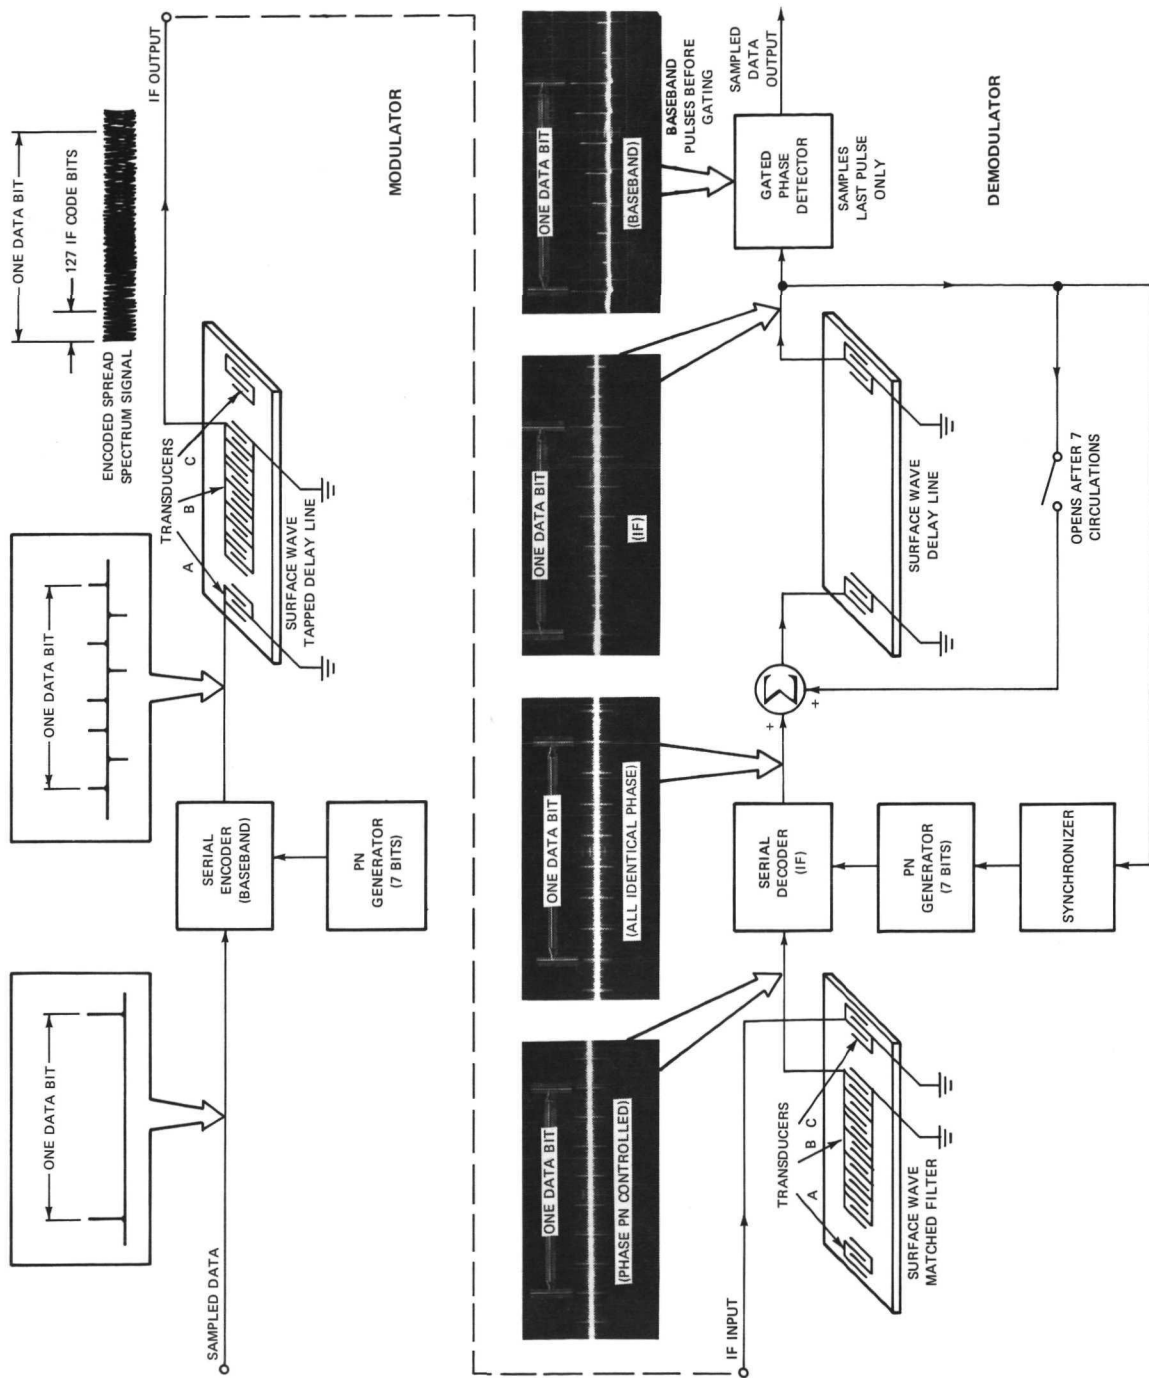 ONE DATA BIT
SAMPLED DATA
SERIAL
ENCODER
(BASEBAND)
PN
GENERATOR
(7 BITS)
ONE DATA BIT
TRANSDUCERS
A
B
C
SURFACE WAVE
TAPPED DELAY LINE
ONE DATA BIT
127 IF CODE BITS
ENCODED SPREAD
SPECTRUM SIGNAL
IF OUTPUT
MODULATOR
IF INPUT
ONE DATA BIT
(PHASE PN CONTROLLED)
TRANSDUCERS
A
B
C
SURFACE WAVE
MATCHED FILTER
SERIAL
DECODER
(IF)
PN
GENERATOR
(7 BITS)
SYNCHRONIZER
ONE DATA BIT
(ALL IDENTICAL PHASE)
+
+
Σ
ONE DATA BIT
(IF)
SURFACE WAVE
DELAY LINE
OPENS AFTER 7
CIRCULATIONS
ONE DATA BIT
(BASEBAND)
BASEBAND
PULSES BEFORE
GATING
GATED
PHASE
DETECTOR
SAMPLES
LAST PULSE
ONLY
SAMPLED
DATA
OUTPUT
DEMODULATOR